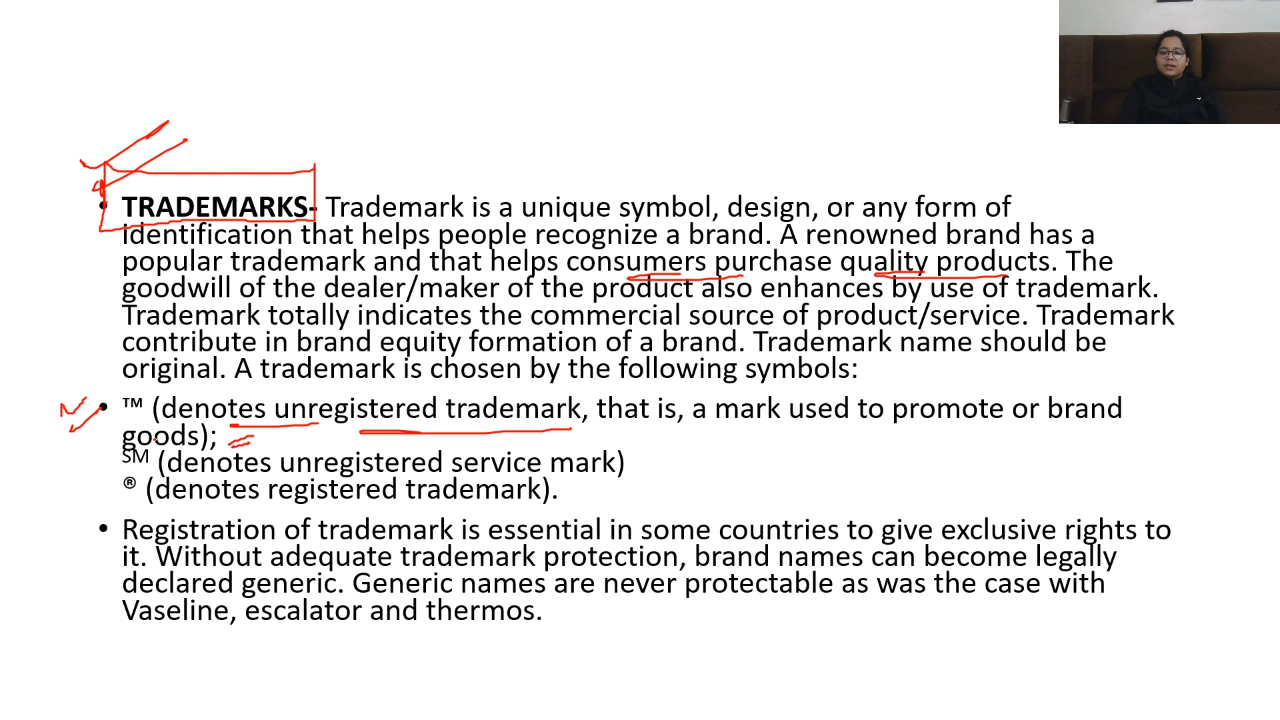 • TRADEMARKS- Trademark is a unique symbol, design, or any form of
identification that helps people recognize a brand. A renowned brand has a
popular trademark and that helps consumers purchase quality products. The
goodwill of the dealer/maker of the product also enhances by use of trademark.
Trademark totally indicates the commercial source of product/service. Trademark
contribute in brand equity formation of a brand. Trademark name should be
original. A trademark is chosen by the following symbols:
• ™ (denotes unregistered trademark, that is, a mark used to promote or brand
goods);
℠ (denotes unregistered service mark)
® (denotes registered trademark).
• Registration of trademark is essential in some countries to give exclusive rights to
it. Without adequate trademark protection, brand names can become legally
declared generic. Generic names are never protectable as was the case with
Vaseline, escalator and thermos.